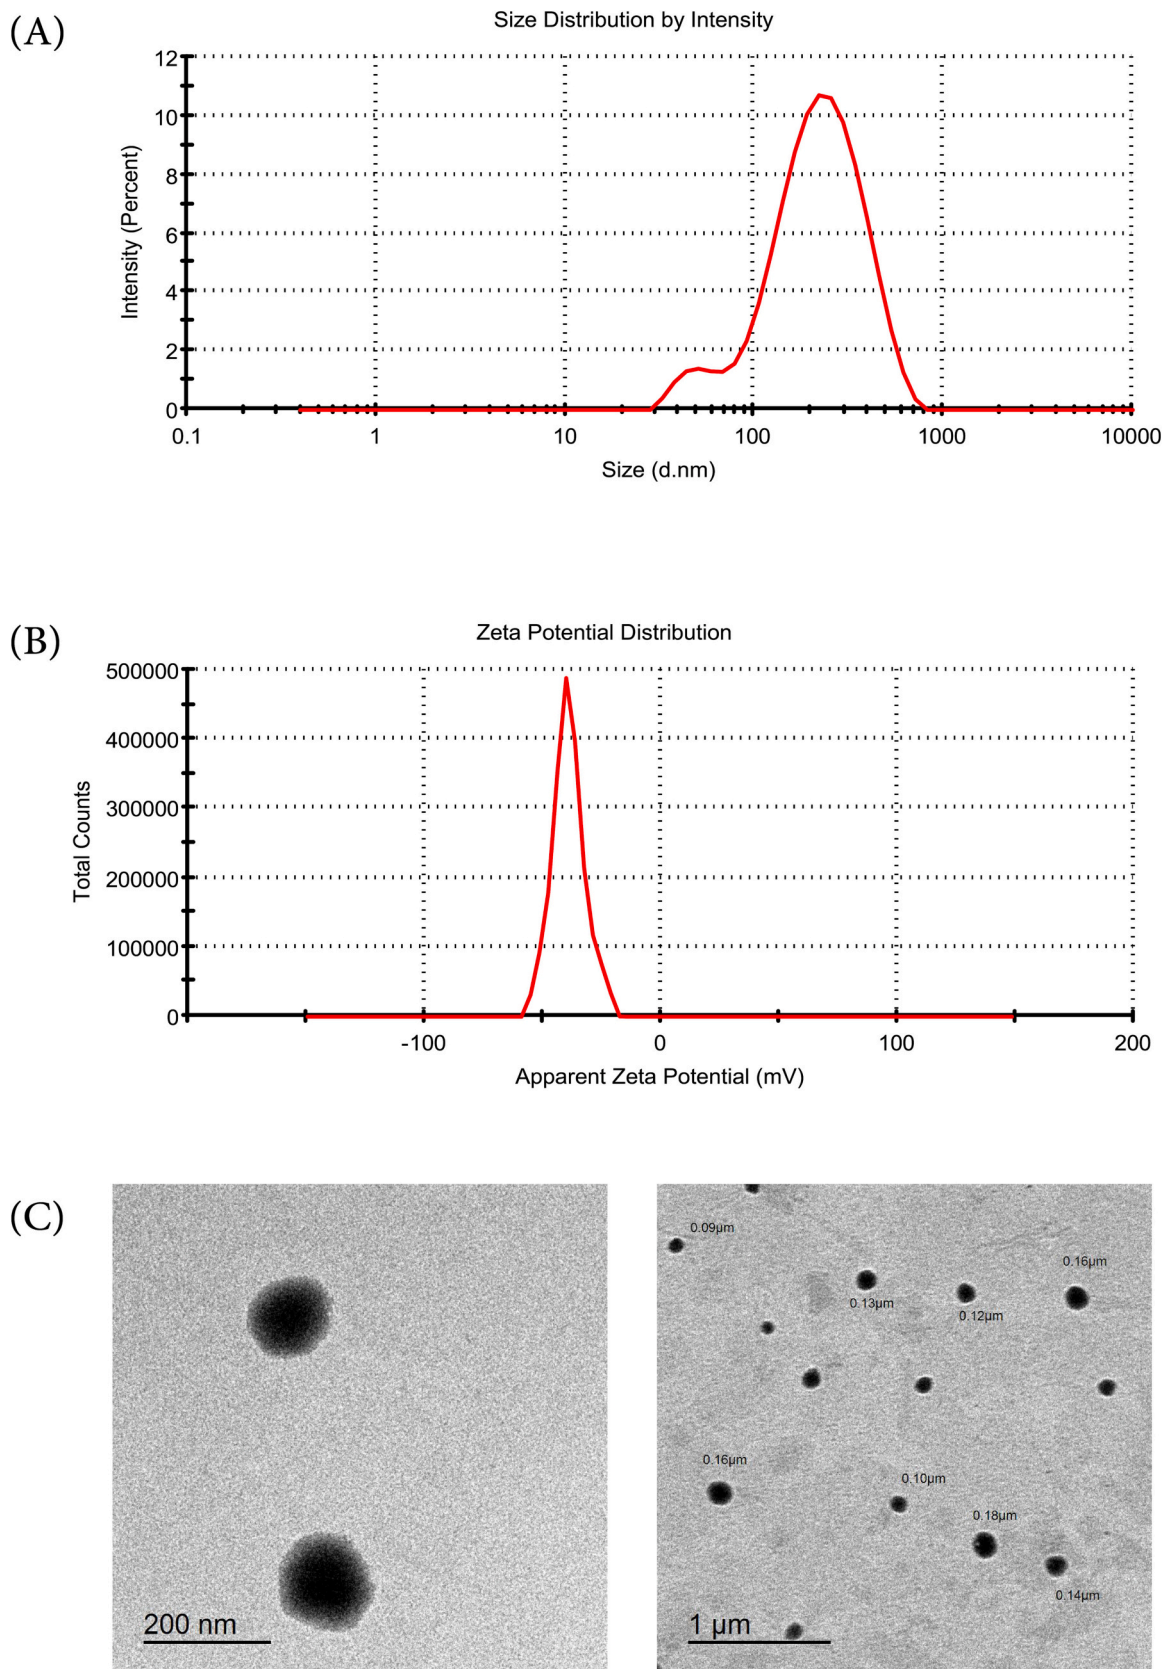 (A)
Size Distribution by Intensity
12
10
8
6
4
2
0
Intensity (Percent)
0.1 1 10 100 1000 10000
Size (d.nm)
(B)
Zeta Potential Distribution
500000
400000
300000
200000
100000
0
Total Counts
-100 0 100 200
Apparent Zeta Potential (mV)
(C)
200 nm
0.09µm
0.16µm
0.13µm
0.12µm
0.16µm
0.10µm
0.18µm
0.14µm
1 µm